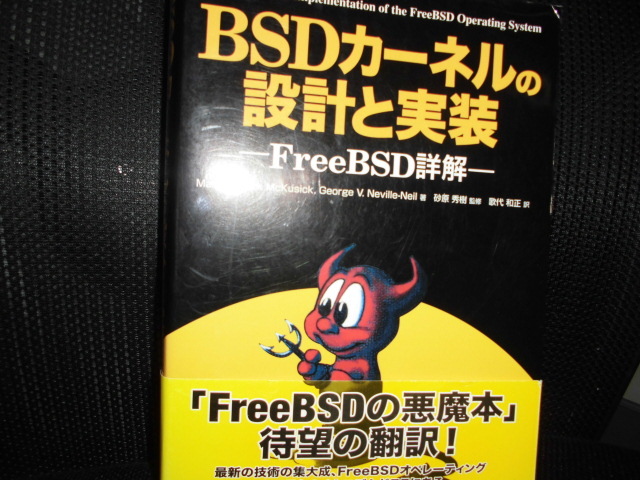 Implementation of the FreeBSD Operating System
BSDカーネルの
設計と実装
—FreeBSD詳解—
McKusick, George V. Neville-Neil 著 砂原 秀樹 監修 歌代 和正 訳
「FreeBSDの悪魔本」
待望の翻訳!
最新の技術の集大成、FreeBSDオペレーティング